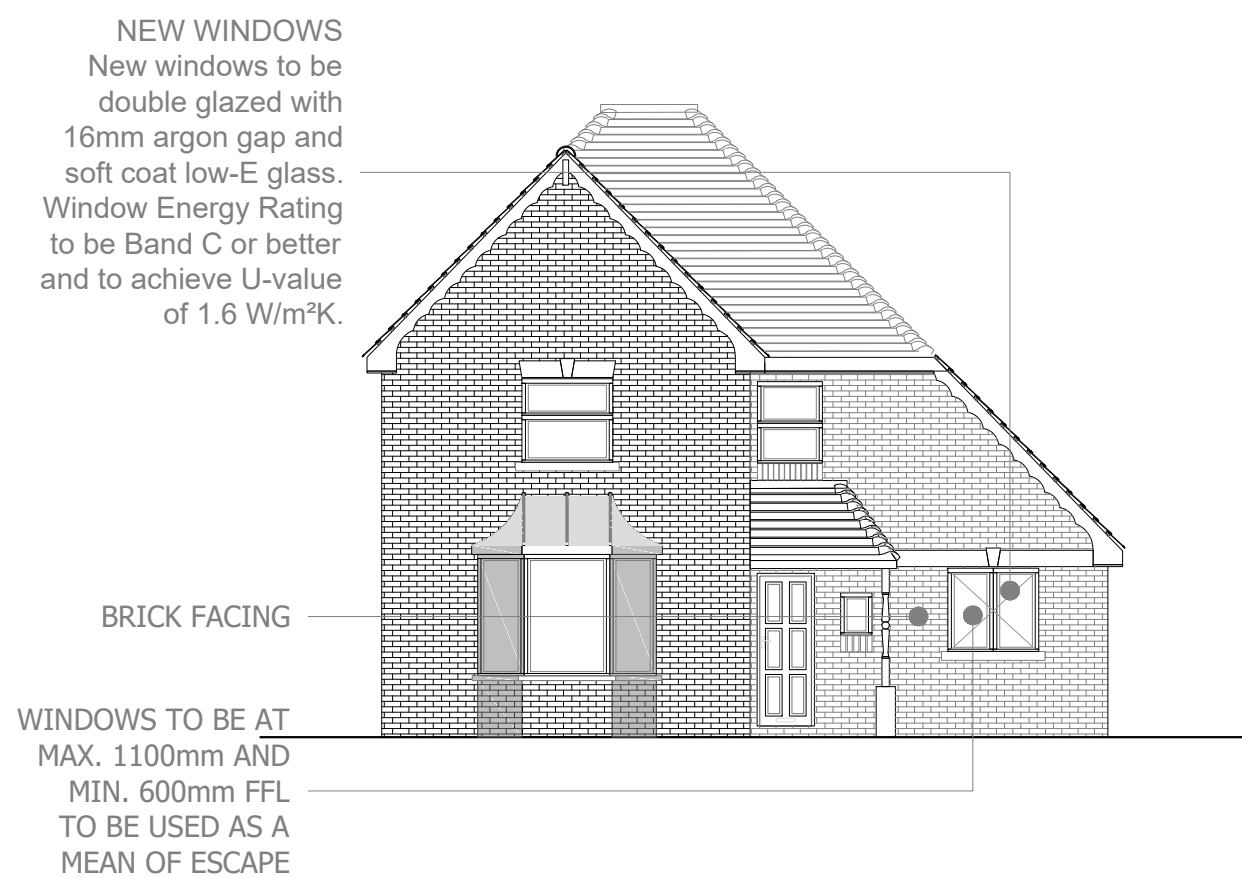 NEW WINDOWS
New windows to be
double glazed with
16mm argon gap and
soft coat low-E glass.
Window Energy Rating
to be Band C or better
and to achieve U-value
of 1.6 W/m²K.
BRICK FACING
WINDOWS TO BE AT
MAX. 1100mm AND
MIN. 600mm FFL
TO BE USED AS A
MEAN OF ESCAPE